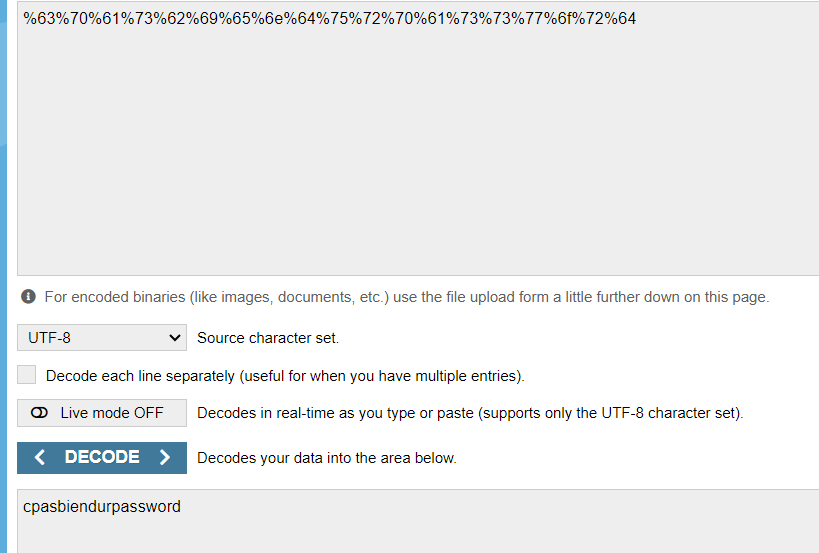 %63%70%61%73%62%69%65%6e%64%75%72%70%61%73%73%77%6f%72%64
For encoded binaries (like images, documents, etc.) use the file upload form a little further down on this page.
UTF-8 Source character set.
Decode each line separately (useful for when you have multiple entries).
Live mode OFF Decodes in real-time as you type or paste (supports only the UTF-8 character set).
< DECODE > Decodes your data into the area below.
cpasbiendurpassword